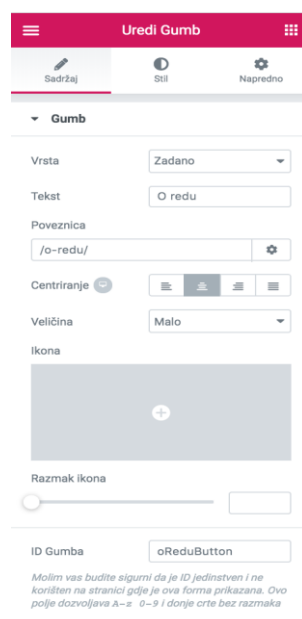 Uredi Gumb
Sadržaj Stil Napredno
Gumb
Vrsta Zadano
Tekst O redu
Poveznica
/o-redu/
Centriranje
Veličina Malo
Ikona
Razmak ikona
ID Gumba oReduButton
Molim vas budite sigurni da je ID jedinstven i ne
korišten na stranici gdje je ova forma prikazana. Ovo
polje dozvoljava A-z 0-9 i donje crte bez razmaka